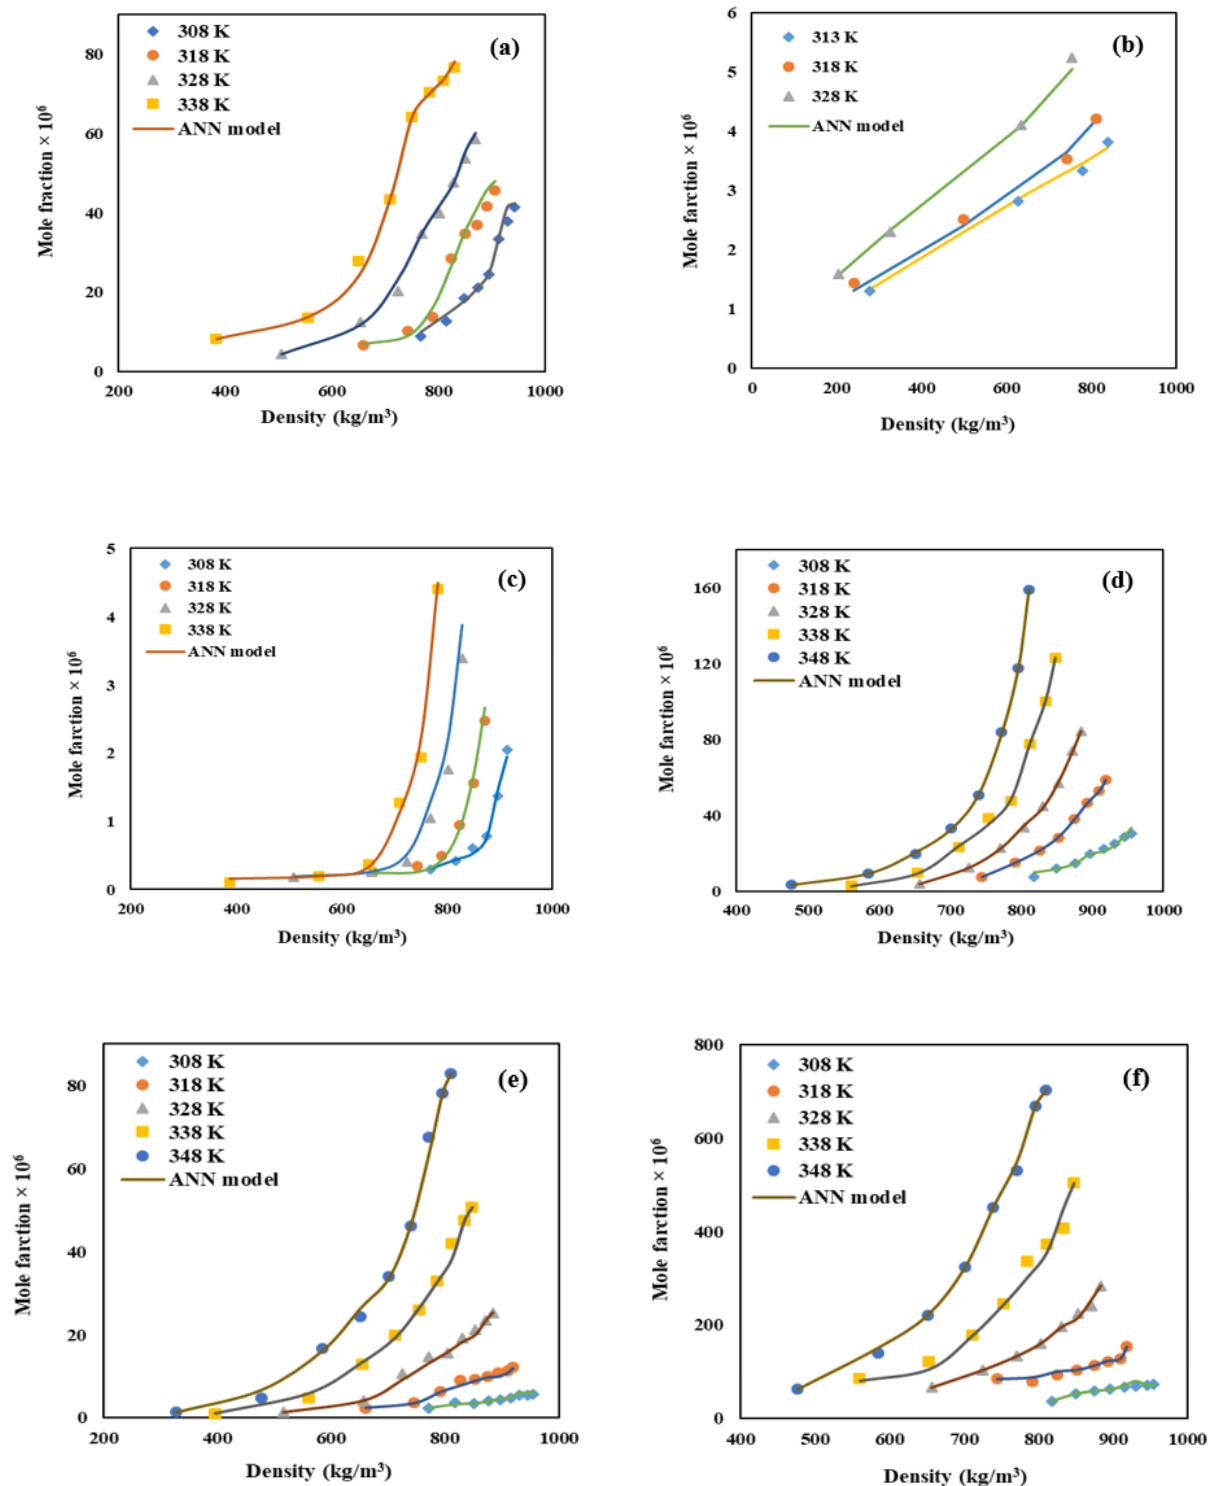 308 K
318 K
328 K
338 K
ANN model
(a)
80
60
40
20
0
200 400 600 800 1000
Density (kg/m³)
Mole fraction × 10⁶
313 K
318 K
328 K
ANN model
(b)
6
5
4
3
2
1
0
0 200 400 600 800 1000
Density (kg/m³)
Mole farction × 10⁶
308 K
318 K
328 K
338 K
ANN model
(c)
5
4
3
2
1
0
200 400 600 800 1000
Density (kg/m³)
Mole farction × 10⁶
308 K
318 K
328 K
338 K
348 K
ANN model
(d)
160
120
80
40
0
400 500 600 700 800 900 1000
Density (kg/m³)
Mole farction × 10⁶
308 K
318 K
328 K
338 K
348 K
ANN model
(e)
80
60
40
20
0
200 400 600 800 1000
Density (kg/m³)
Mole farction × 10⁶
308 K
318 K
328 K
338 K
348 K
ANN model
(f)
800
600
400
200
0
400 500 600 700 800 900 1000
Density (kg/m³)
Mole farction × 10⁶